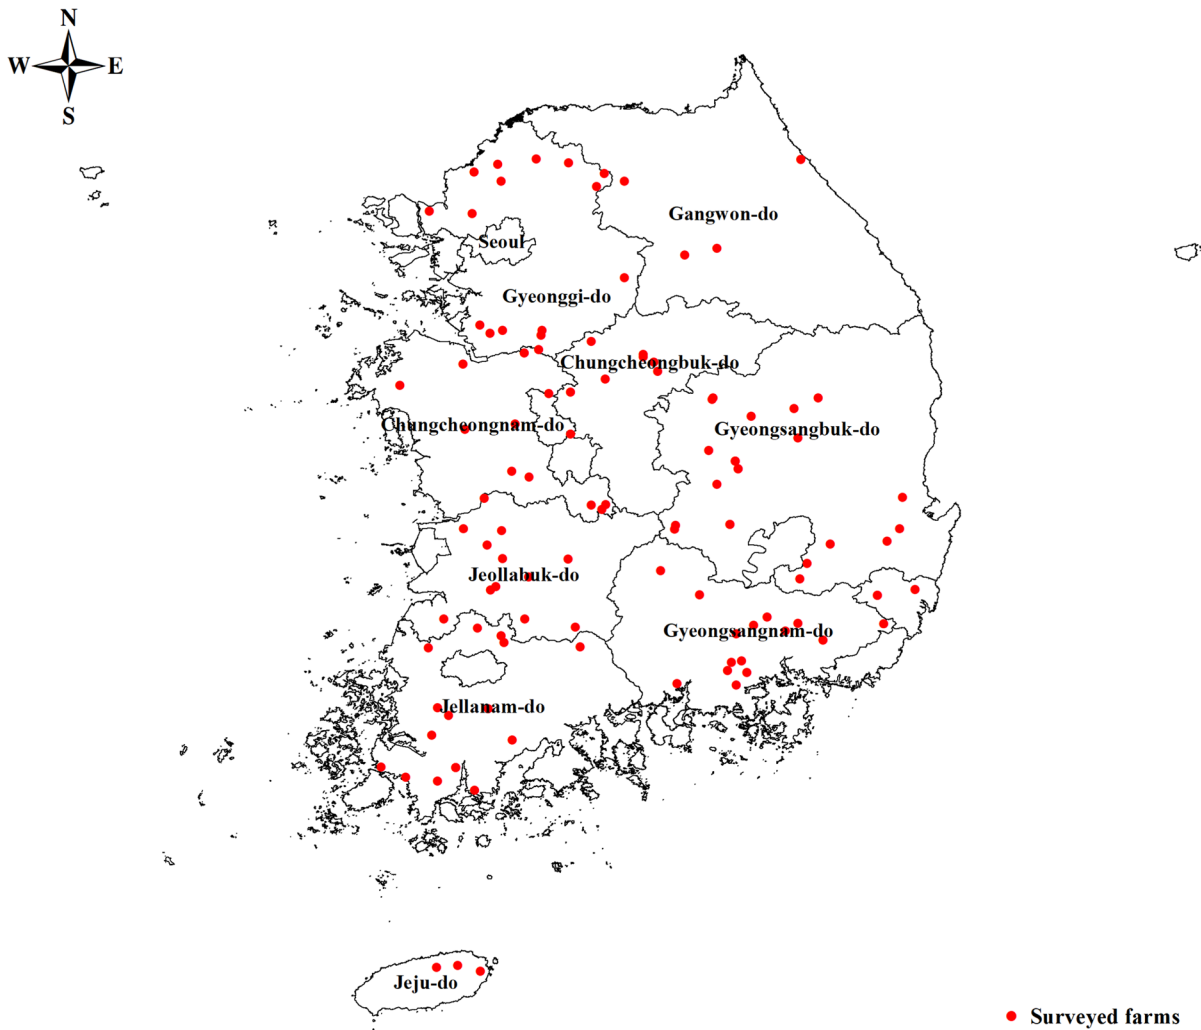 N
W E
S
Gangwon-do
Seoul
Gyeonggi-do
Chungcheongbuk-do
Chungcheongnam-do
Gyeongsangbuk-do
Jeollabuk-do
Gyeongsangnam-do
Jellanam-do
Jeju-do
Surveyed farms